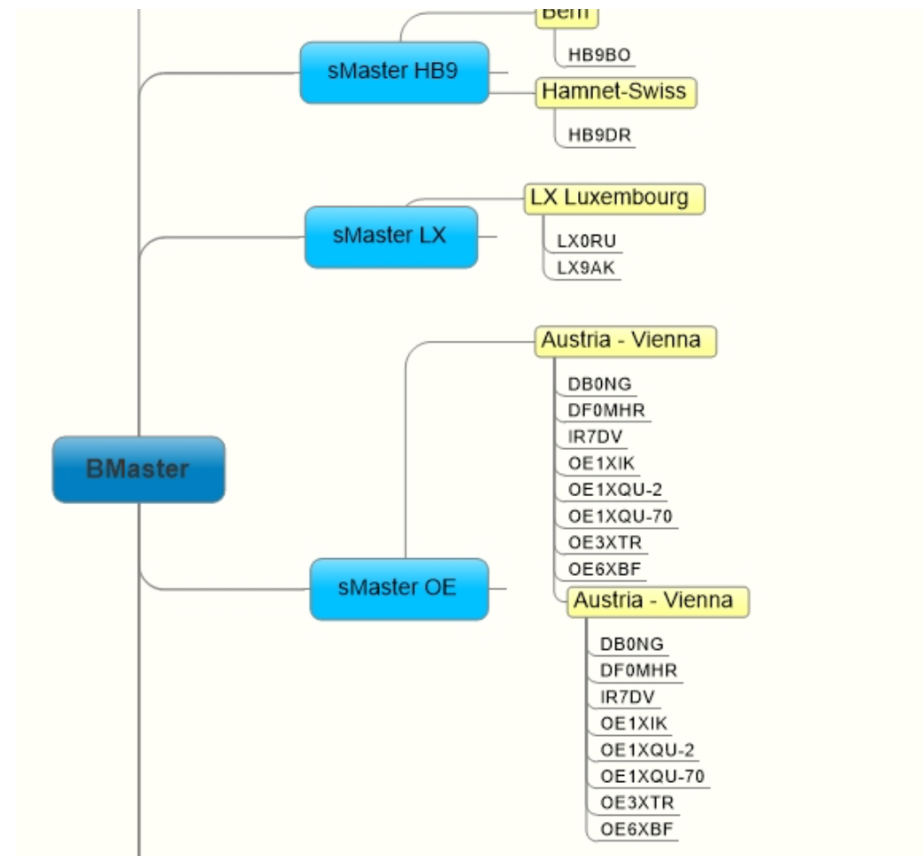 Bern
HB9BO
sMaster HB9
Hamnet-Swiss
HB9DR
LX Luxembourg
sMaster LX
LX0RU
LX9AK
Austria - Vienna
DB0NG
DF0MHR
IR7DV
OE1XIK
BMaster
OE1XQU-2
OE1XQU-70
OE3XTR
OE6XBF
sMaster OE
Austria - Vienna
DB0NG
DF0MHR
IR7DV
OE1XIK
OE1XQU-2
OE1XQU-70
OE3XTR
OE6XBF